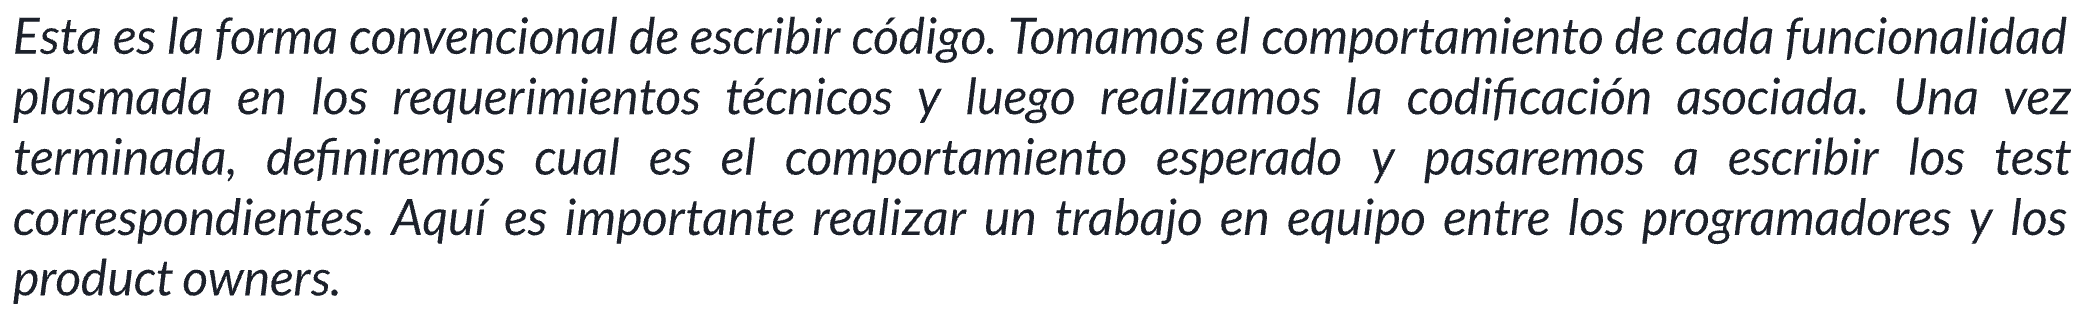 Esta es la forma convencional de escribir código. Tomamos el comportamiento de cada funcionalidad
plasmada en los requerimientos técnicos y luego realizamos la codificación asociada. Una vez
terminada, definiremos cual es el comportamiento esperado y pasaremos a escribir los test
correspondientes. Aquí es importante realizar un trabajo en equipo entre los programadores y los
product owners.